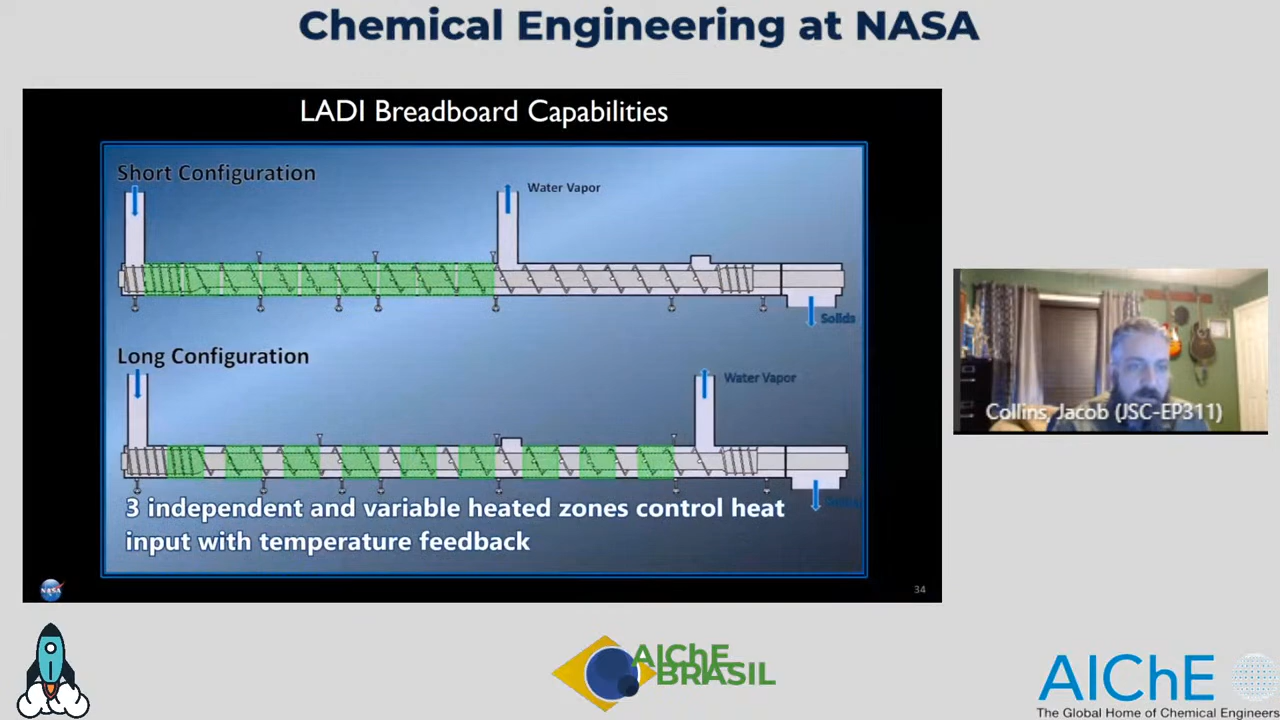 Chemical Engineering at NASA
LADI Breadboard Capabilities
Short Configuration
Water Vapor
Solids
Long Configuration
Water Vapor
3 independent and variable heated zones control heat
input with temperature feedback
NASA
34
Collins, Jacob (JSC-EP311)
AIChE
BRASIL
AIChE
The Global Home of Chemical Engineers